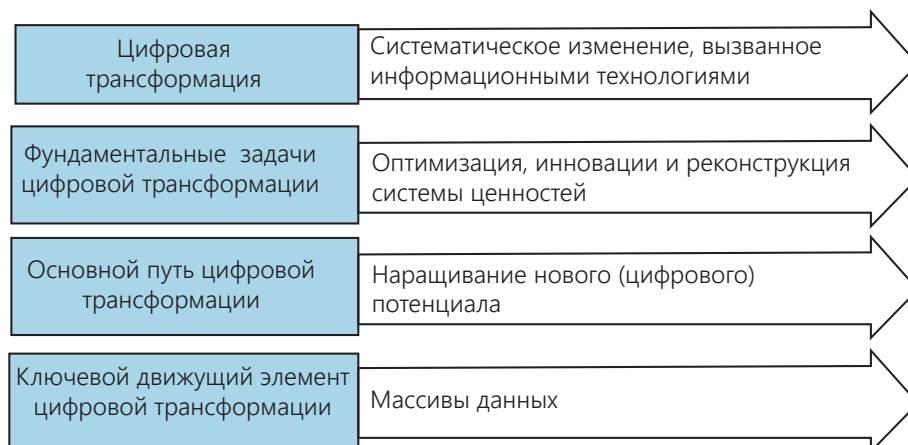 Цифровая
трансформация
Систематическое изменение, вызванное
информационными технологиями
Фундаментальные задачи
цифровой трансформации
Оптимизация, инновации и реконструкция
системы ценностей
Основной путь цифровой
трансформации
Наращивание нового (цифрового)
потенциала
Ключевой движущий элемент
цифровой трансформации
Массивы данных